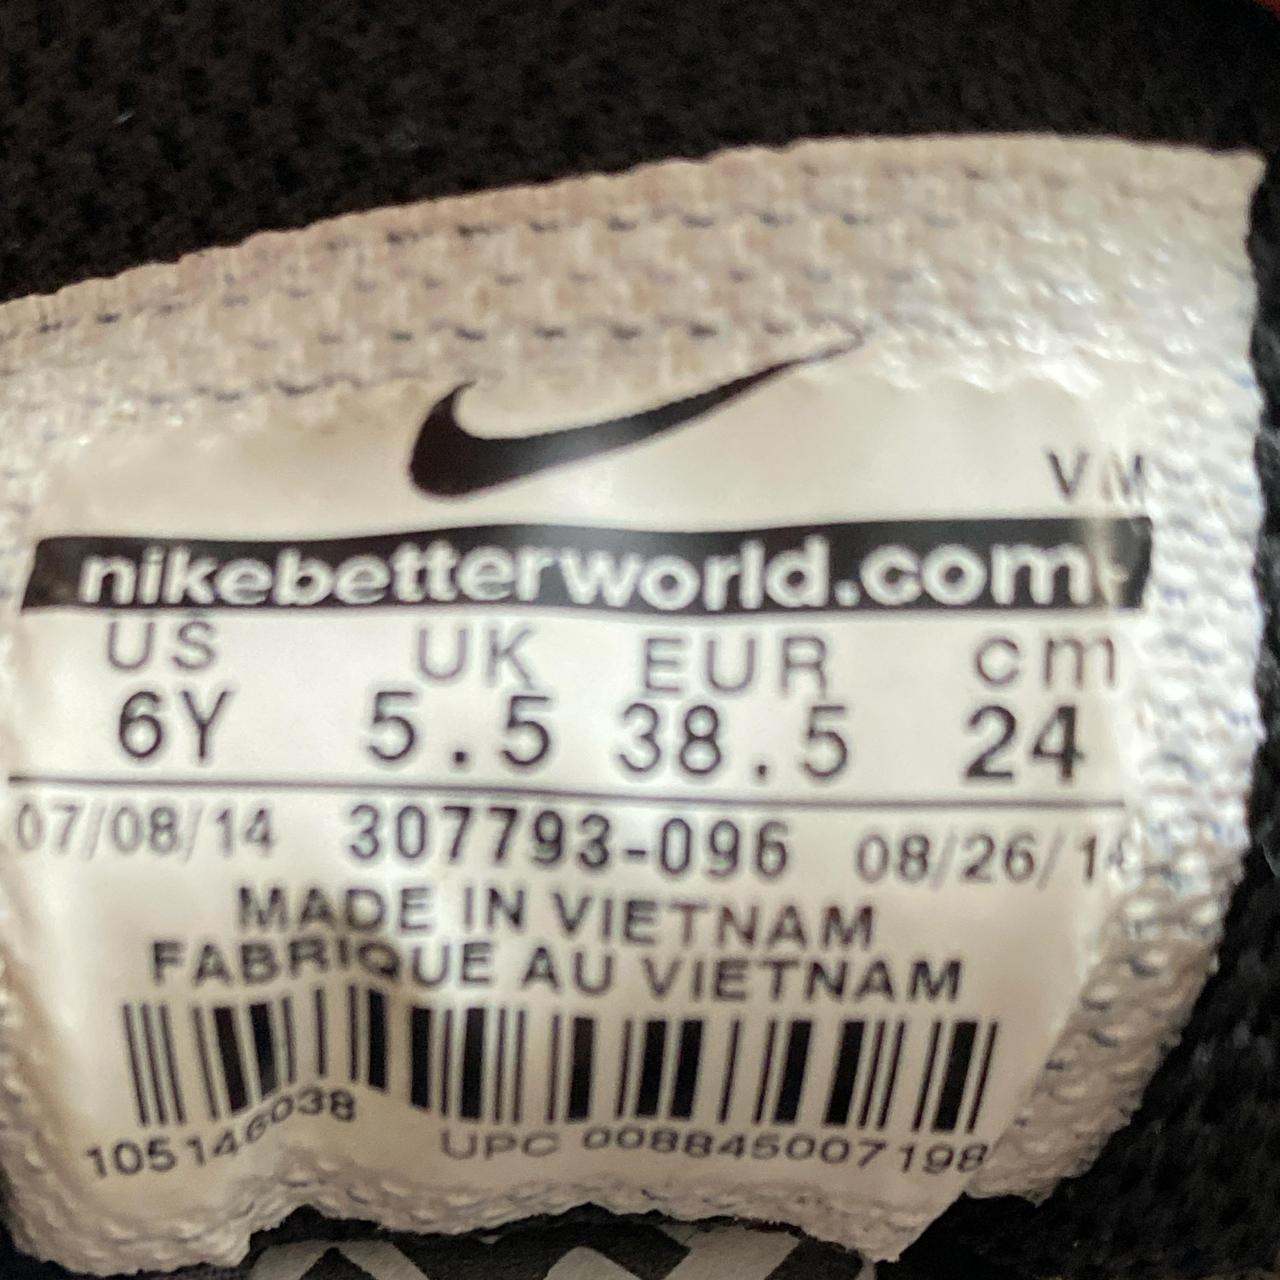 VM
nikebetterworld.com
US UK EUR cm
6Y 5.5 38.5 24
07/08/14 307793-096 08/26/14
MADE IN VIETNAM
FABRIQUE AU VIETNAM
105146038 UPC 008845007198